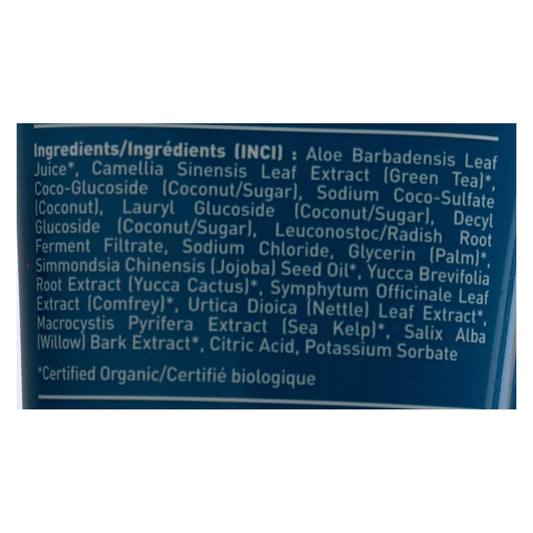 Ingredients/Ingrédients (INCI) : Aloe Barbadensis Leaf
Juice*, Camellia Sinensis Leaf Extract (Green Tea)*,
Coco-Glucoside (Coconut/Sugar), Sodium Coco-Sulfate
(Coconut), Lauryl Glucoside (Coconut/Sugar), Decyl
Glucoside (Coconut/Sugar), Leuconostoc/Radish Root
Ferment Filtrate, Sodium Chloride, Glycerin (Palm)*,
Simmondsia Chinensis (Jojoba) Seed Oil*, Yucca Brevifolia
Root Extract (Yucca Cactus)*, Symphytum Officinale Leaf
Extract (Comfrey)*, Urtica Dioica (Nettle) Leaf Extract*,
Macrocystis Pyrifera Extract (Sea Kelp)*, Salix Alba
(Willow) Bark Extract*, Citric Acid, Potassium Sorbate
*Certified Organic/Certifié biologique